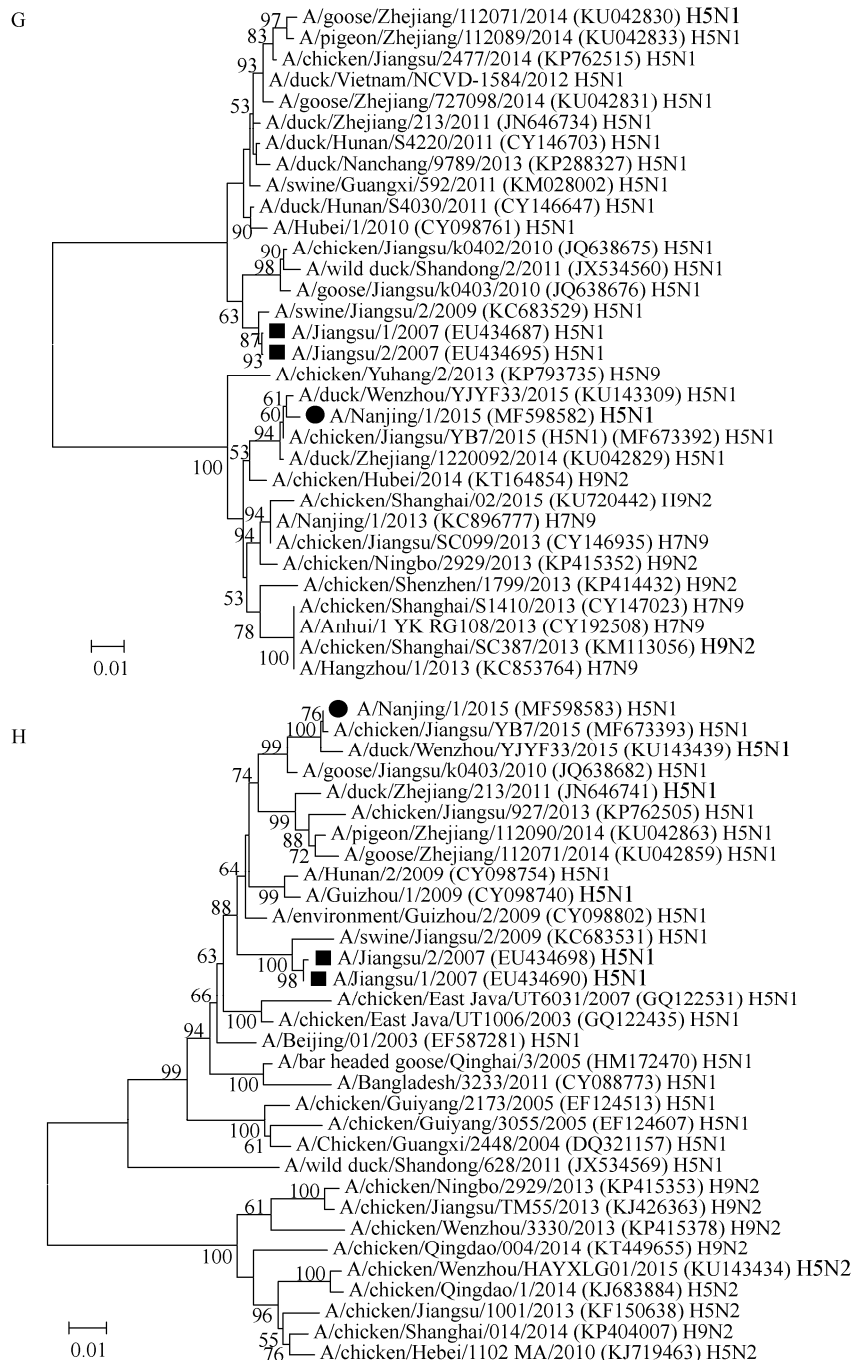 G
97 A/goose/Zhejiang/112071/2014 (KU042830) H5N1
83 A/pigeon/Zhejiang/112089/2014 (KU042833) H5N1
A/chicken/Jiangsu/2477/2014 (KP762515) H5N1
93 A/duck/Vietnam/NCVD-1584/2012 H5N1
A/goose/Zhejiang/727098/2014 (KU042831) H5N1
53 A/duck/Zhejiang/213/2011 (JN646734) H5N1
A/duck/Hunan/S4220/2011 (CY146703) H5N1
A/duck/Nanchang/9789/2013 (KP288327) H5N1
A/swine/Guangxi/592/2011 (KM028002) H5N1
A/duck/Hunan/S4030/2011 (CY146647) H5N1
90 A/Hubei/1/2010 (CY098761) H5N1
90 A/chicken/Jiangsu/k0402/2010 (JQ638675) H5N1
98 A/wild duck/Shandong/2/2011 (JX534560) H5N1
A/goose/Jiangsu/k0403/2010 (JQ638676) H5N1
63 A/swine/Jiangsu/2/2009 (KC683529) H5N1
87 A/Jiangsu/1/2007 (EU434687) H5N1
93 A/Jiangsu/2/2007 (EU434695) H5N1
A/chicken/Yuhang/2/2013 (KP793735) H5N9
61 A/duck/Wenzhou/YJYF33/2015 (KU143309) H5N1
60 A/Nanjing/1/2015 (MF598582) H5N1
94 A/chicken/Jiangsu/YB7/2015 (H5N1) (MF673392) H5N1
53 A/duck/Zhejiang/1220092/2014 (KU042829) H5N1
100 A/chicken/Hubei/2014 (KT164854) H9N2
A/chicken/Shanghai/02/2015 (KU720442) H9N2
94 A/Nanjing/1/2013 (KC896777) H7N9
94 A/chicken/Jiangsu/SC099/2013 (CY146935) H7N9
A/chicken/Ningbo/2929/2013 (KP415352) H9N2
53 A/chicken/Shenzhen/1799/2013 (KP414432) H9N2
A/chicken/Shanghai/S1410/2013 (CY147023) H7N9
78 A/Anhui/1 YK RG108/2013 (CY192508) H7N9
A/chicken/Shanghai/SC387/2013 (KM113056) H9N2
100 A/Hangzhou/1/2013 (KC853764) H7N9
0.01
H
76 A/Nanjing/1/2015 (MF598583) H5N1
100 A/chicken/Jiangsu/YB7/2015 (MF673393) H5N1
99 A/duck/Wenzhou/YJYF33/2015 (KU143439) H5N1
74 A/goose/Jiangsu/k0403/2010 (JQ638682) H5N1
A/duck/Zhejiang/213/2011 (JN646741) H5N1
99 A/chicken/Jiangsu/927/2013 (KP762505) H5N1
88 A/pigeon/Zhejiang/112090/2014 (KU042863) H5N1
72 A/goose/Zhejiang/112071/2014 (KU042859) H5N1
64 A/Hunan/2/2009 (CY098754) H5N1
99 A/Guizhou/1/2009 (CY098740) H5N1
88 A/environment/Guizhou/2/2009 (CY098802) H5N1
A/swine/Jiangsu/2/2009 (KC683531) H5N1
63 100 A/Jiangsu/2/2007 (EU434698) H5N1
98 A/Jiangsu/1/2007 (EU434690) H5N1
66 A/chicken/East Java/UT6031/2007 (GQ122531) H5N1
100 A/chicken/East Java/UT1006/2003 (GQ122435) H5N1
94 A/Beijing/01/2003 (EF587281) H5N1
99 A/bar headed goose/Qinghai/3/2005 (HM172470) H5N1
100 A/Bangladesh/3233/2011 (CY088773) H5N1
A/chicken/Guiyang/2173/2005 (EF124513) H5N1
100 A/chicken/Guiyang/3055/2005 (EF124607) H5N1
61 A/Chicken/Guangxi/2448/2004 (DQ321157) H5N1
A/wild duck/Shandong/628/2011 (JX534569) H5N1
100 A/chicken/Ningbo/2929/2013 (KP415353) H9N2
61 A/chicken/Jiangsu/TM55/2013 (KJ426363) H9N2
A/chicken/Wenzhou/3330/2013 (KP415378) H9N2
100 A/chicken/Qingdao/004/2014 (KT449655) H9N2
100 A/chicken/Wenzhou/HAYXLG01/2015 (KU143434) H5N2
A/chicken/Qingdao/1/2014 (KJ683884) H5N2
96 A/chicken/Jiangsu/1001/2013 (KF150638) H5N2
55 A/chicken/Shanghai/014/2014 (KP404007) H9N2
76 A/chicken/Hebei/1102 MA/2010 (KJ719463) H5N2
0.01